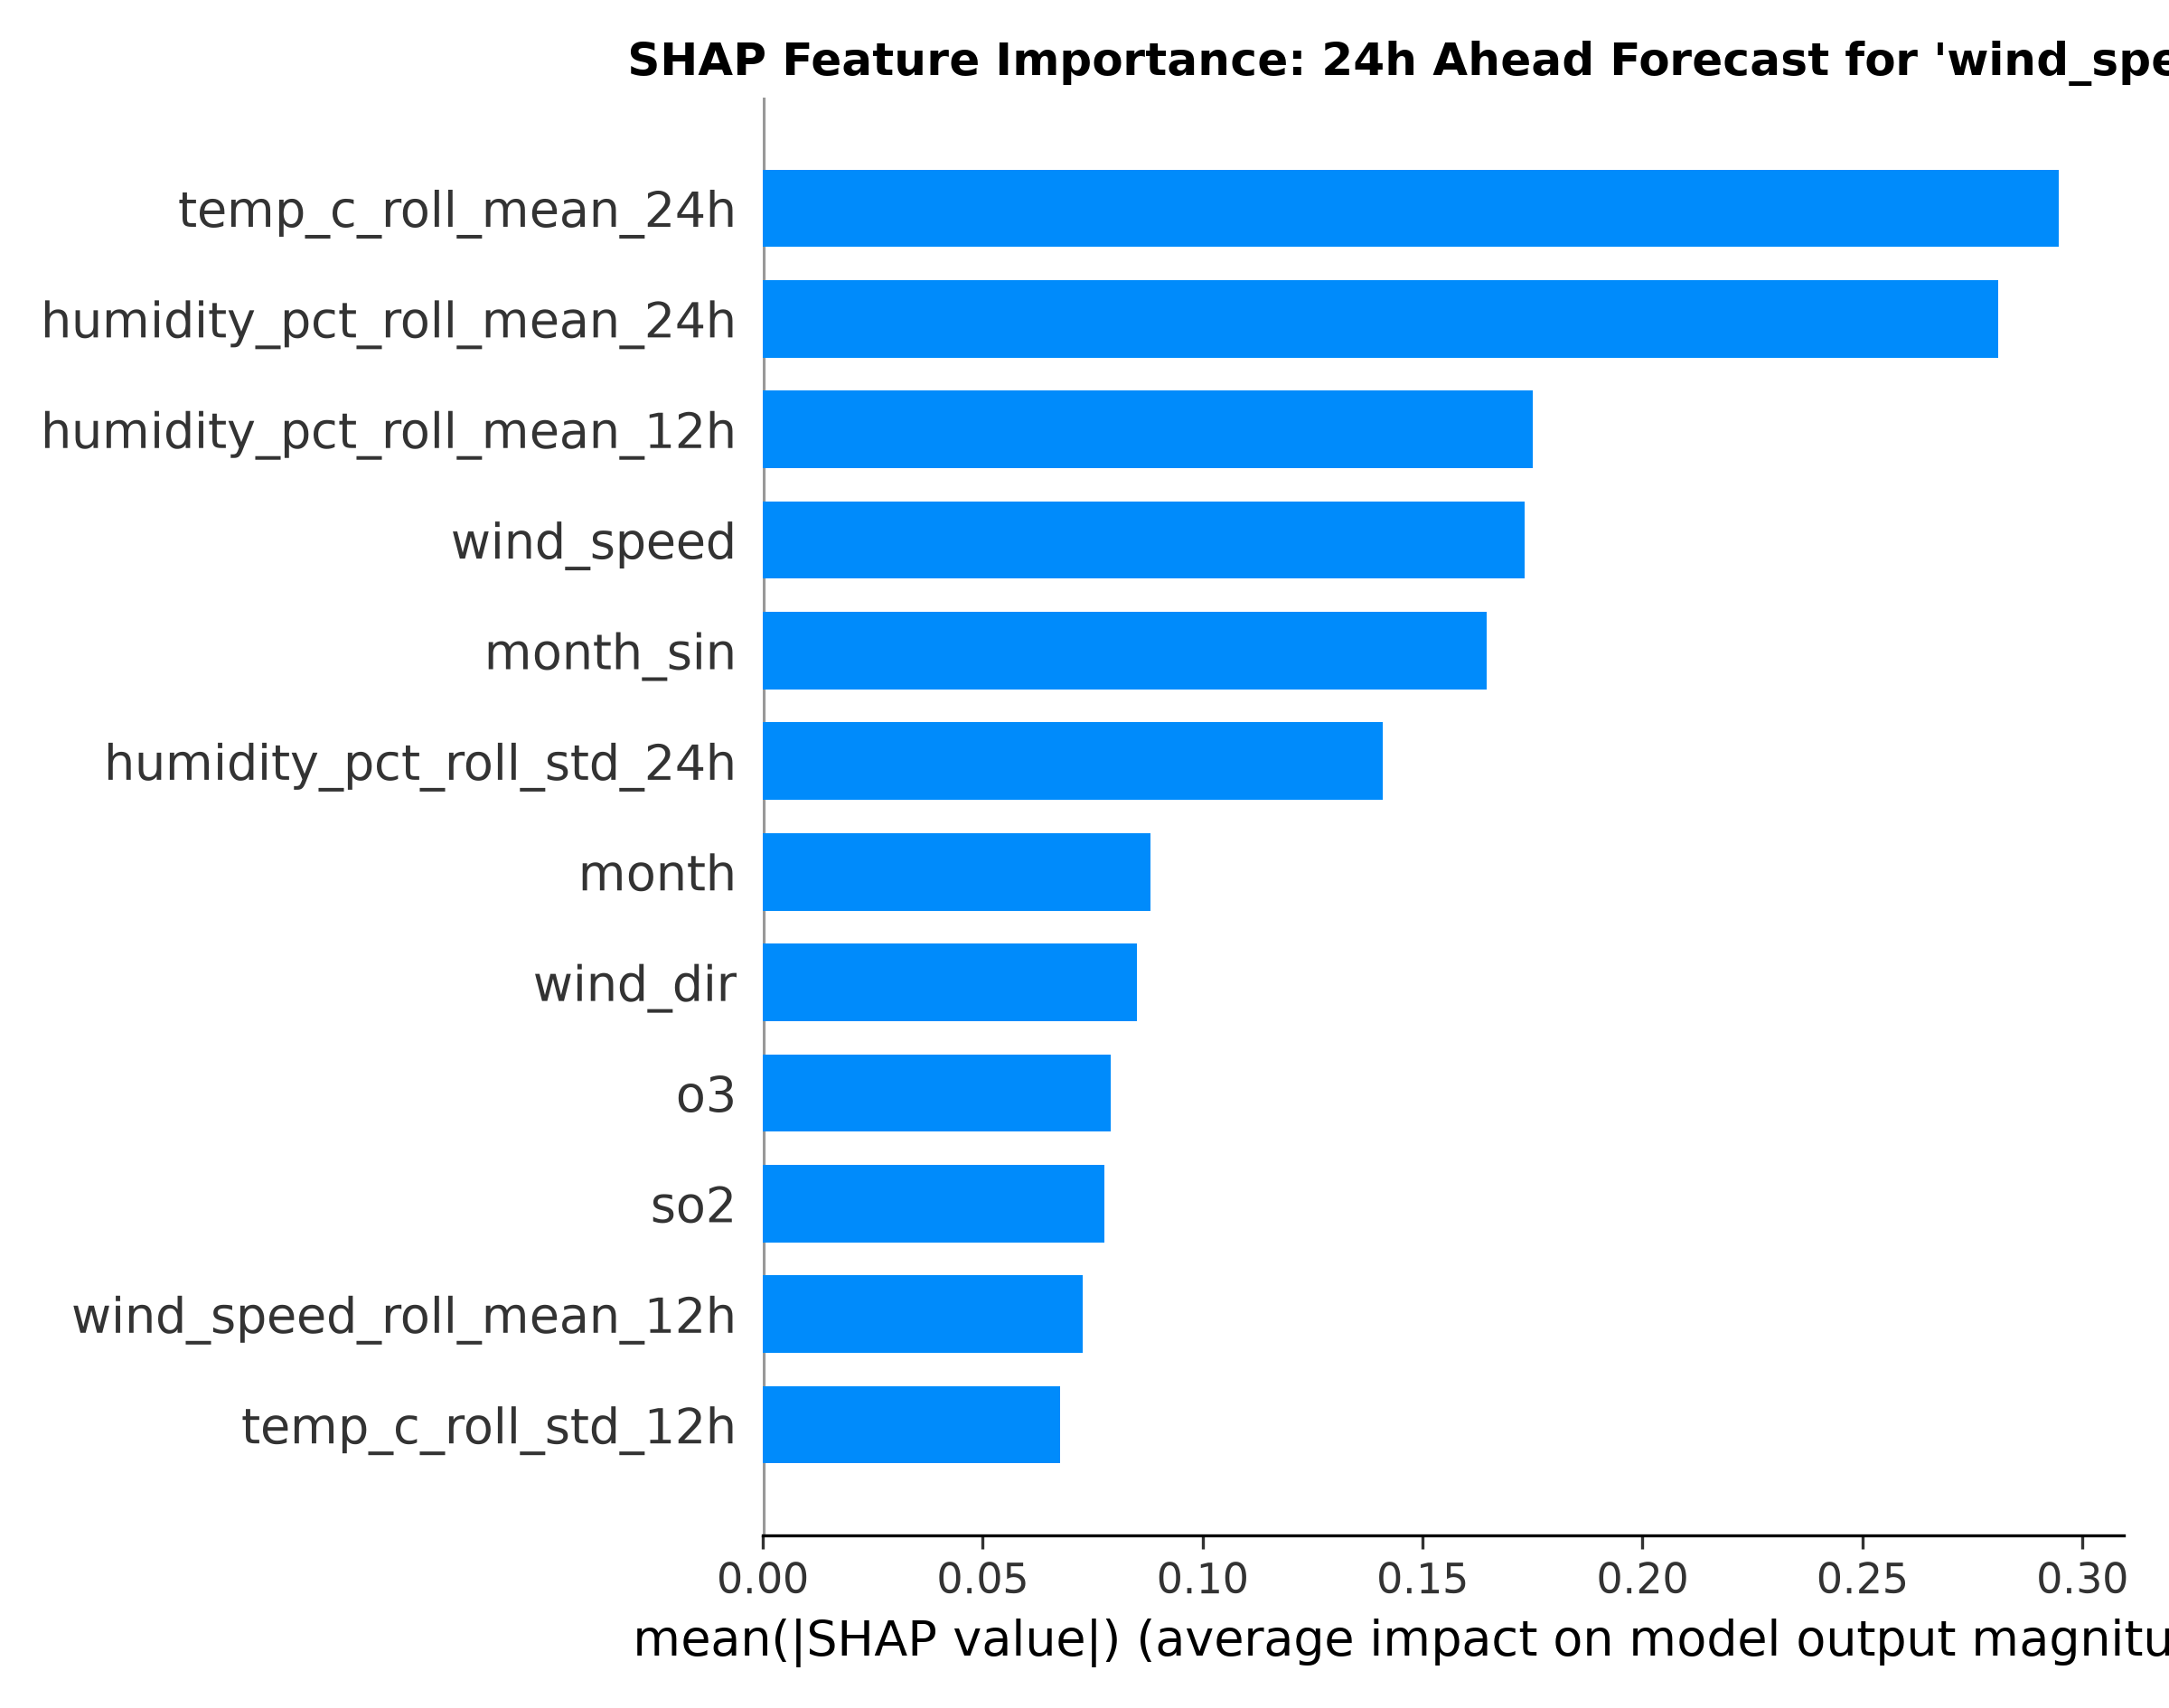 SHAP Feature Importance: 24h Ahead Forecast for 'wind_spe
temp_c_roll_mean_24h
humidity_pct_roll_mean_24h
humidity_pct_roll_mean_12h
wind_speed
month_sin
humidity_pct_roll_std_24h
month
wind_dir
o3
so2
wind_speed_roll_mean_12h
temp_c_roll_std_12h
0.00 0.05 0.10 0.15 0.20 0.25 0.30
mean(|SHAP value|) (average impact on model output magnitu